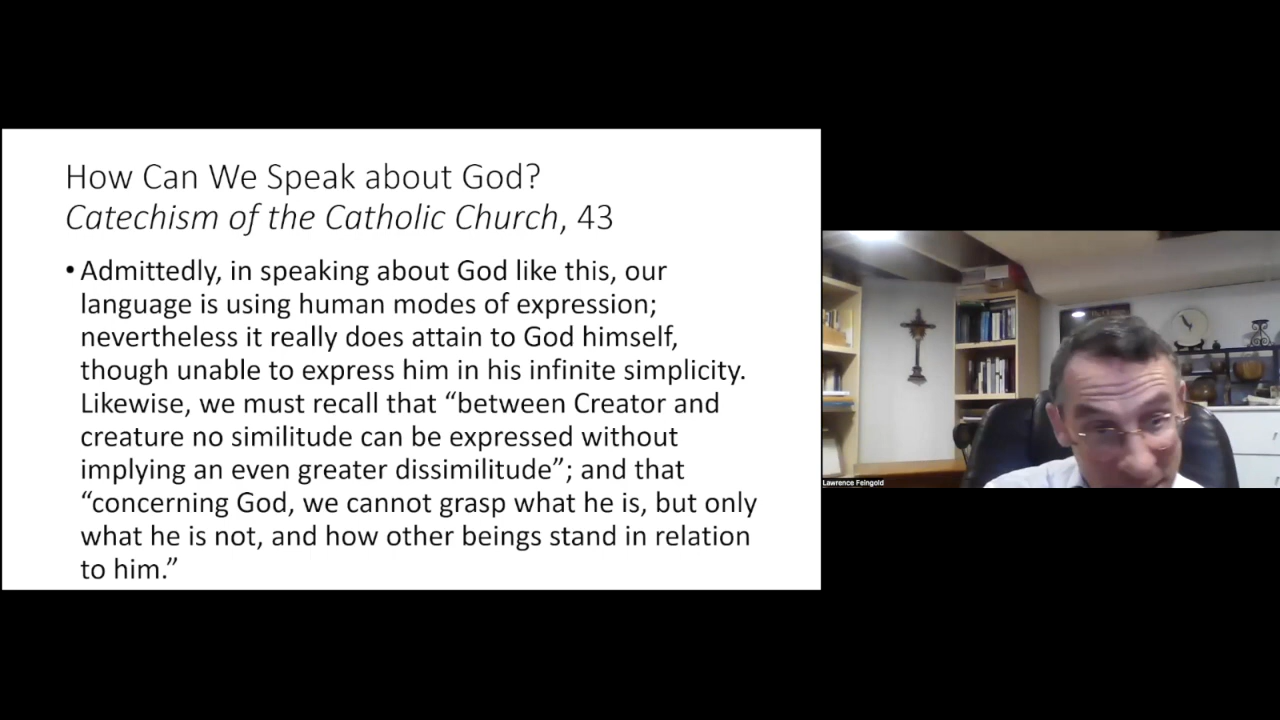 How Can We Speak about God?
Catechism of the Catholic Church, 43
• Admittedly, in speaking about God like this, our
language is using human modes of expression;
nevertheless it really does attain to God himself,
though unable to express him in his infinite simplicity.
Likewise, we must recall that “between Creator and
creature no similitude can be expressed without
implying an even greater dissimilitude”; and that
“concerning God, we cannot grasp what he is, but only
what he is not, and how other beings stand in relation
to him.”
Lawrence Feingold